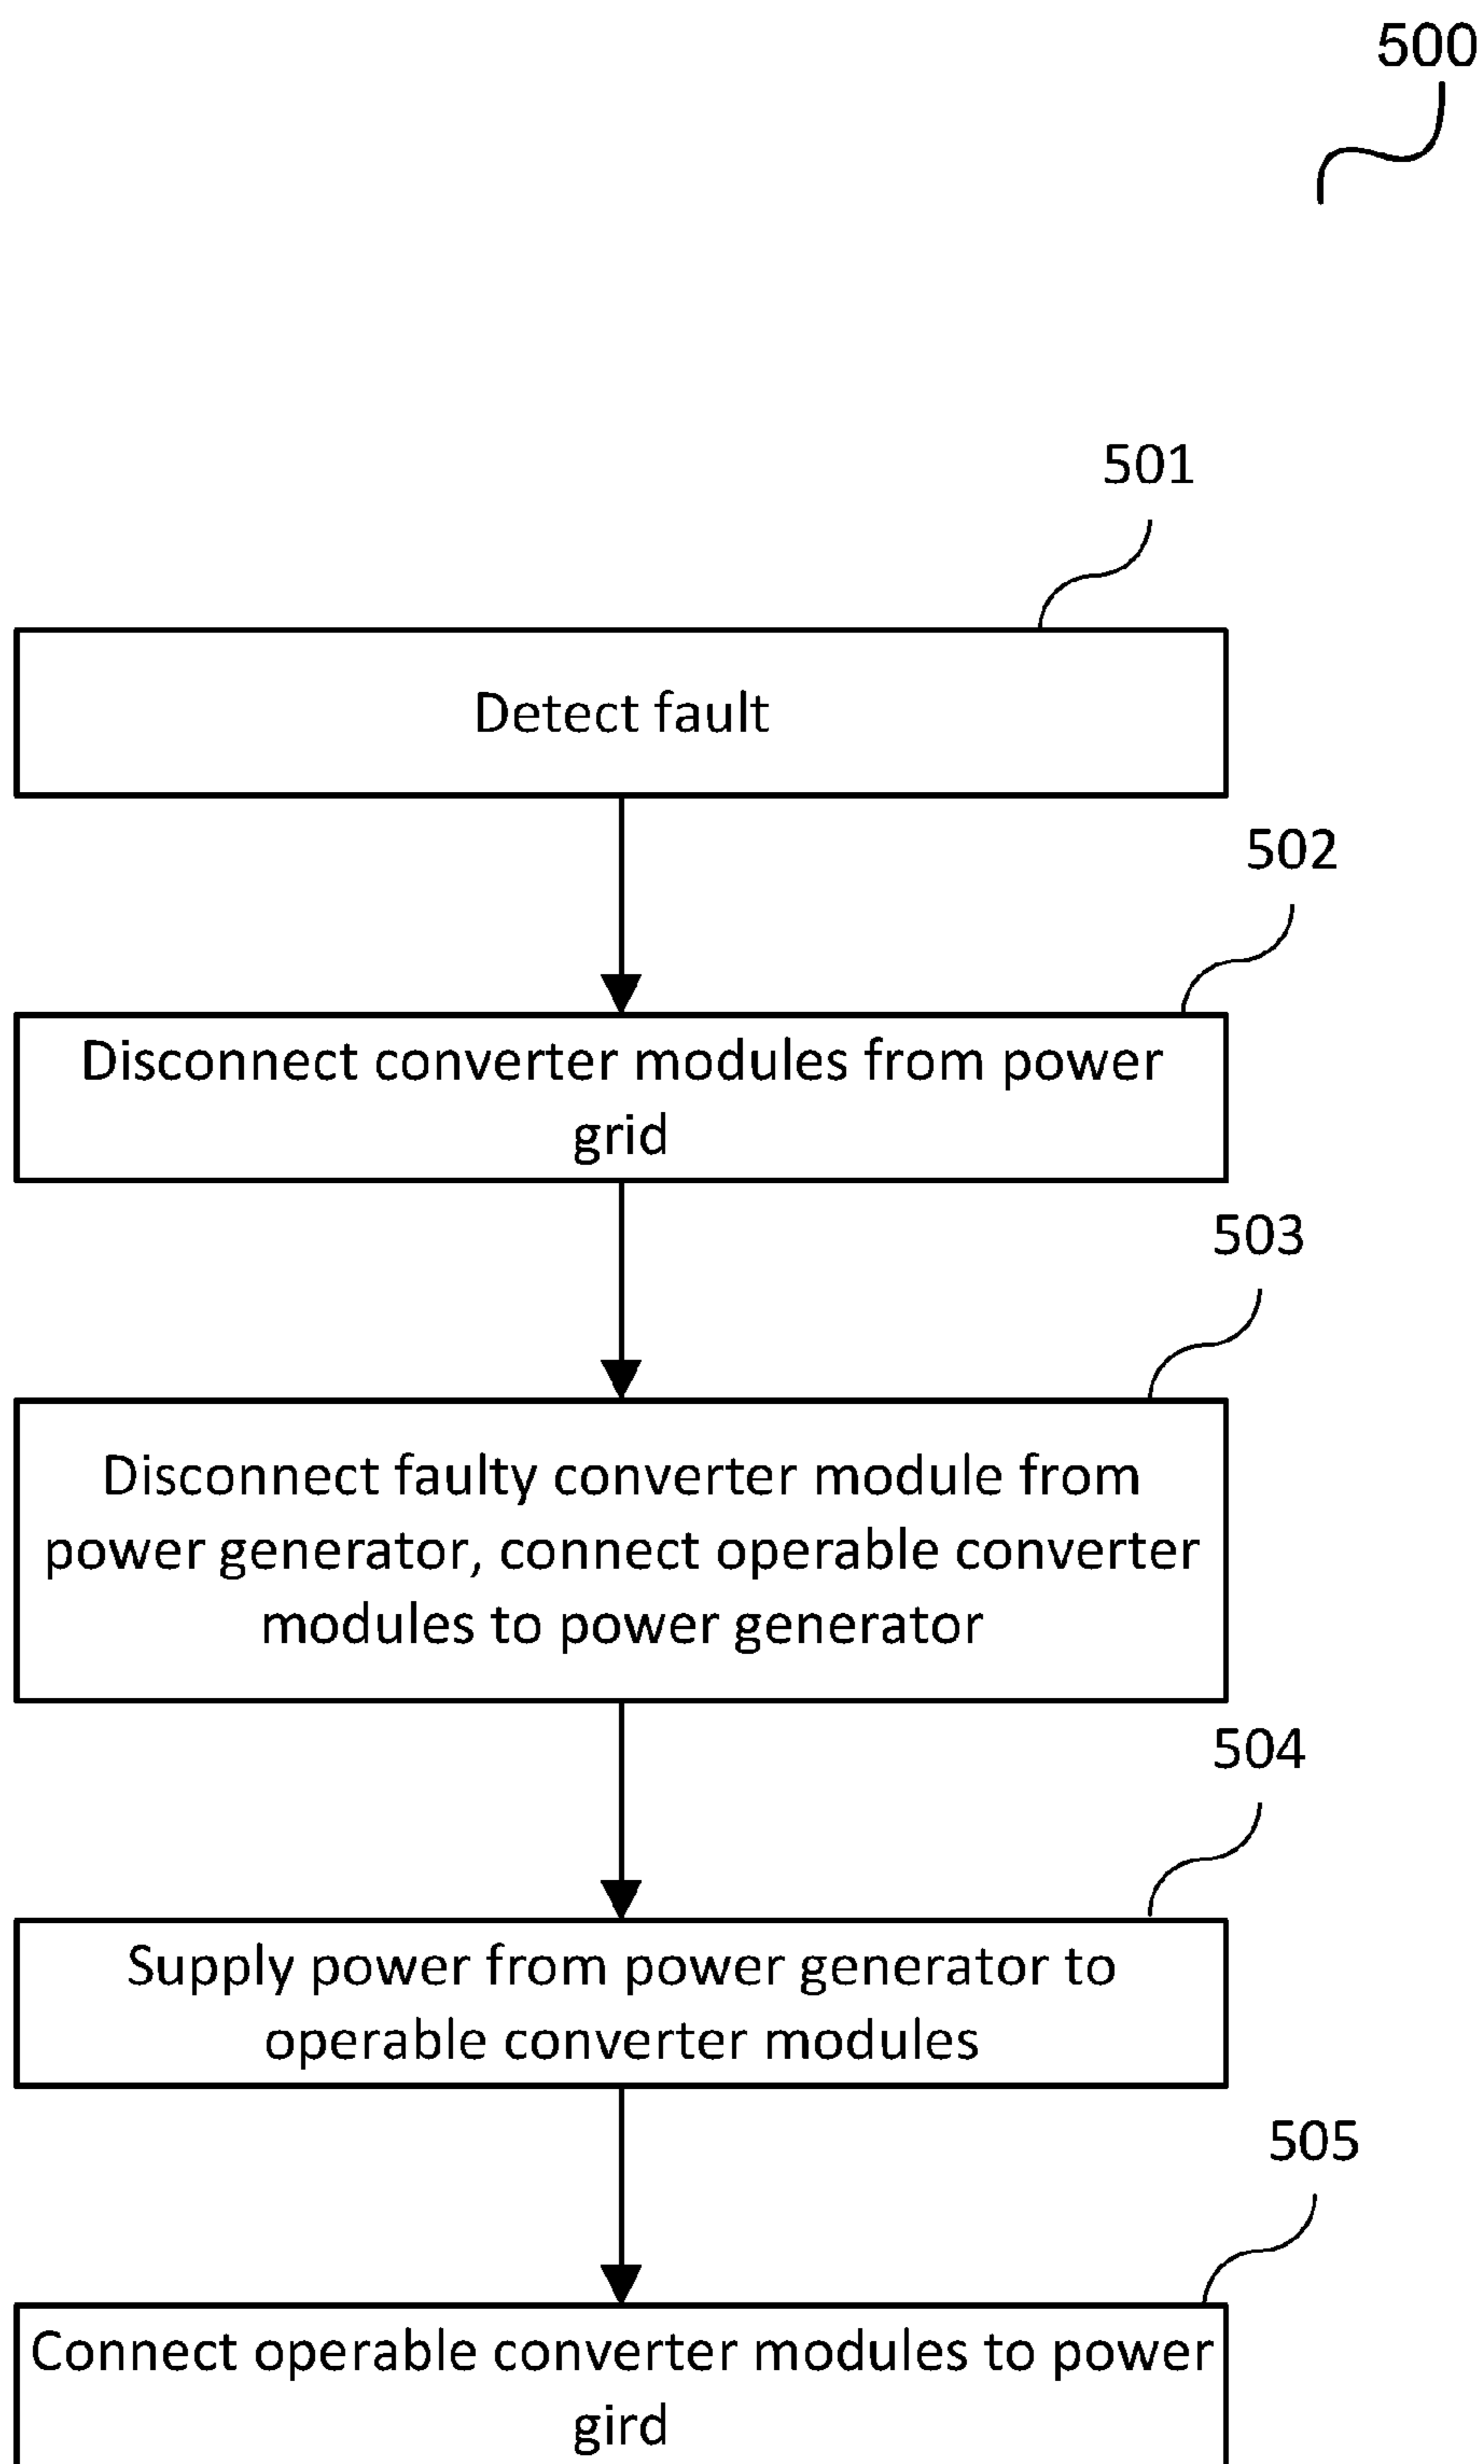 500
501
Detect fault
502
Disconnect converter modules from power
grid
503
Disconnect faulty converter module from
power generator, connect operable converter
modules to power generator
504
Supply power from power generator to
operable converter modules
505
Connect operable converter modules to power
gird